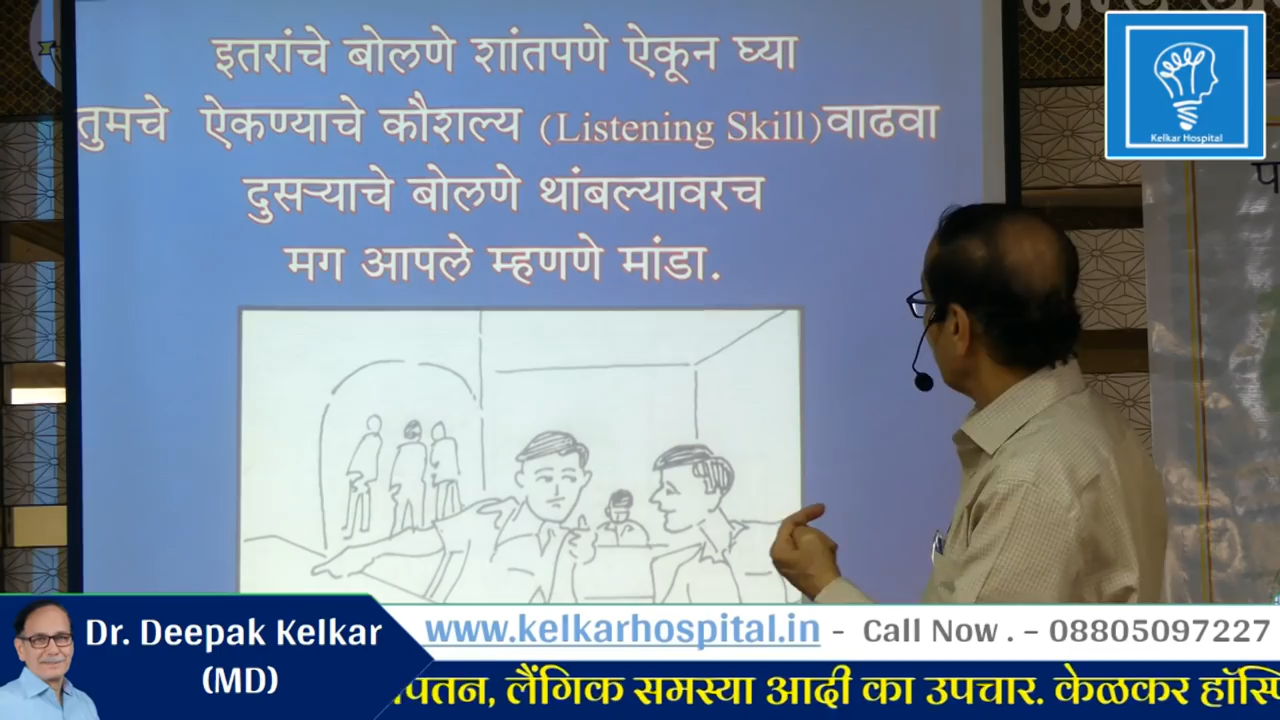 इतरांचे बोलणे शांतपणे ऐकून घ्या
तुमचे ऐकण्याचे कौशल्य (Listening Skill) वाढवा
दुसऱ्याचे बोलणे थांबल्यावरच
मग आपले म्हणणे मांडा.
Kelkar Hospital
Dr. Deepak Kelkar
(MD)
www.kelkarhospital.in - Call Now . – 08805097227
लैंगिक समस्या आदी का उपचार. केळकर